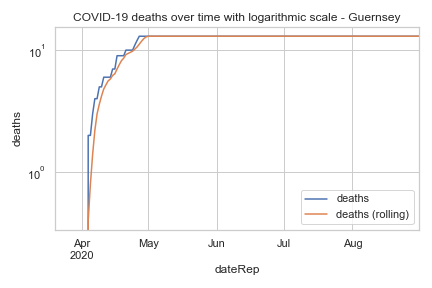 COVID-19 deaths over time with logarithmic scale - Guernsey
10¹
10⁰
deaths
deaths
deaths (rolling)
Apr
2020
May
Jun
Jul
Aug
dateRep